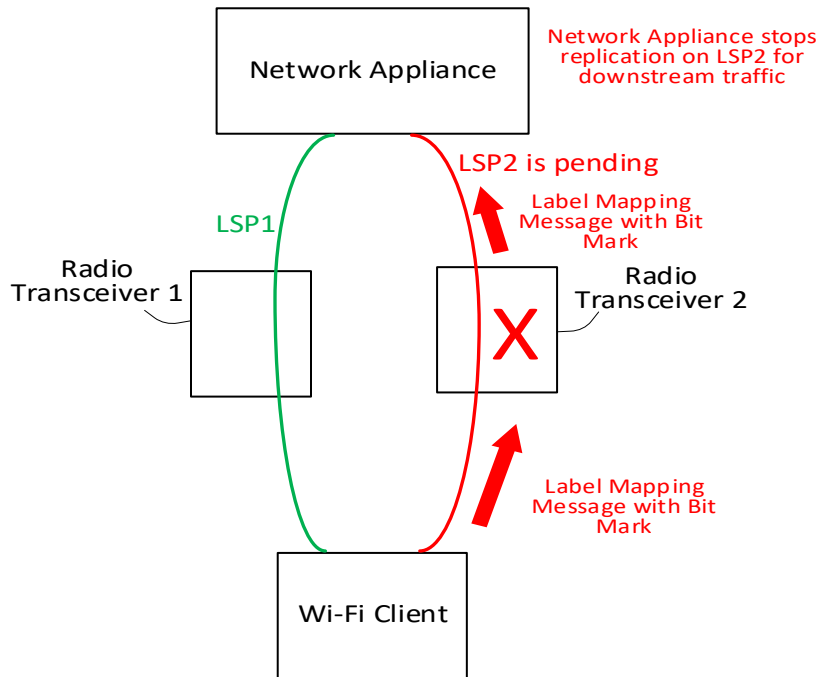 Network Appliance
Network Appliance stops
replication on LSP2 for
downstream traffic
LSP2 is pending
Label Mapping
Message with Bit
Mark
LSP1
Radio
Transceiver 1
Radio
Transceiver 2
X
Label Mapping
Message with Bit
Mark
Wi-Fi Client